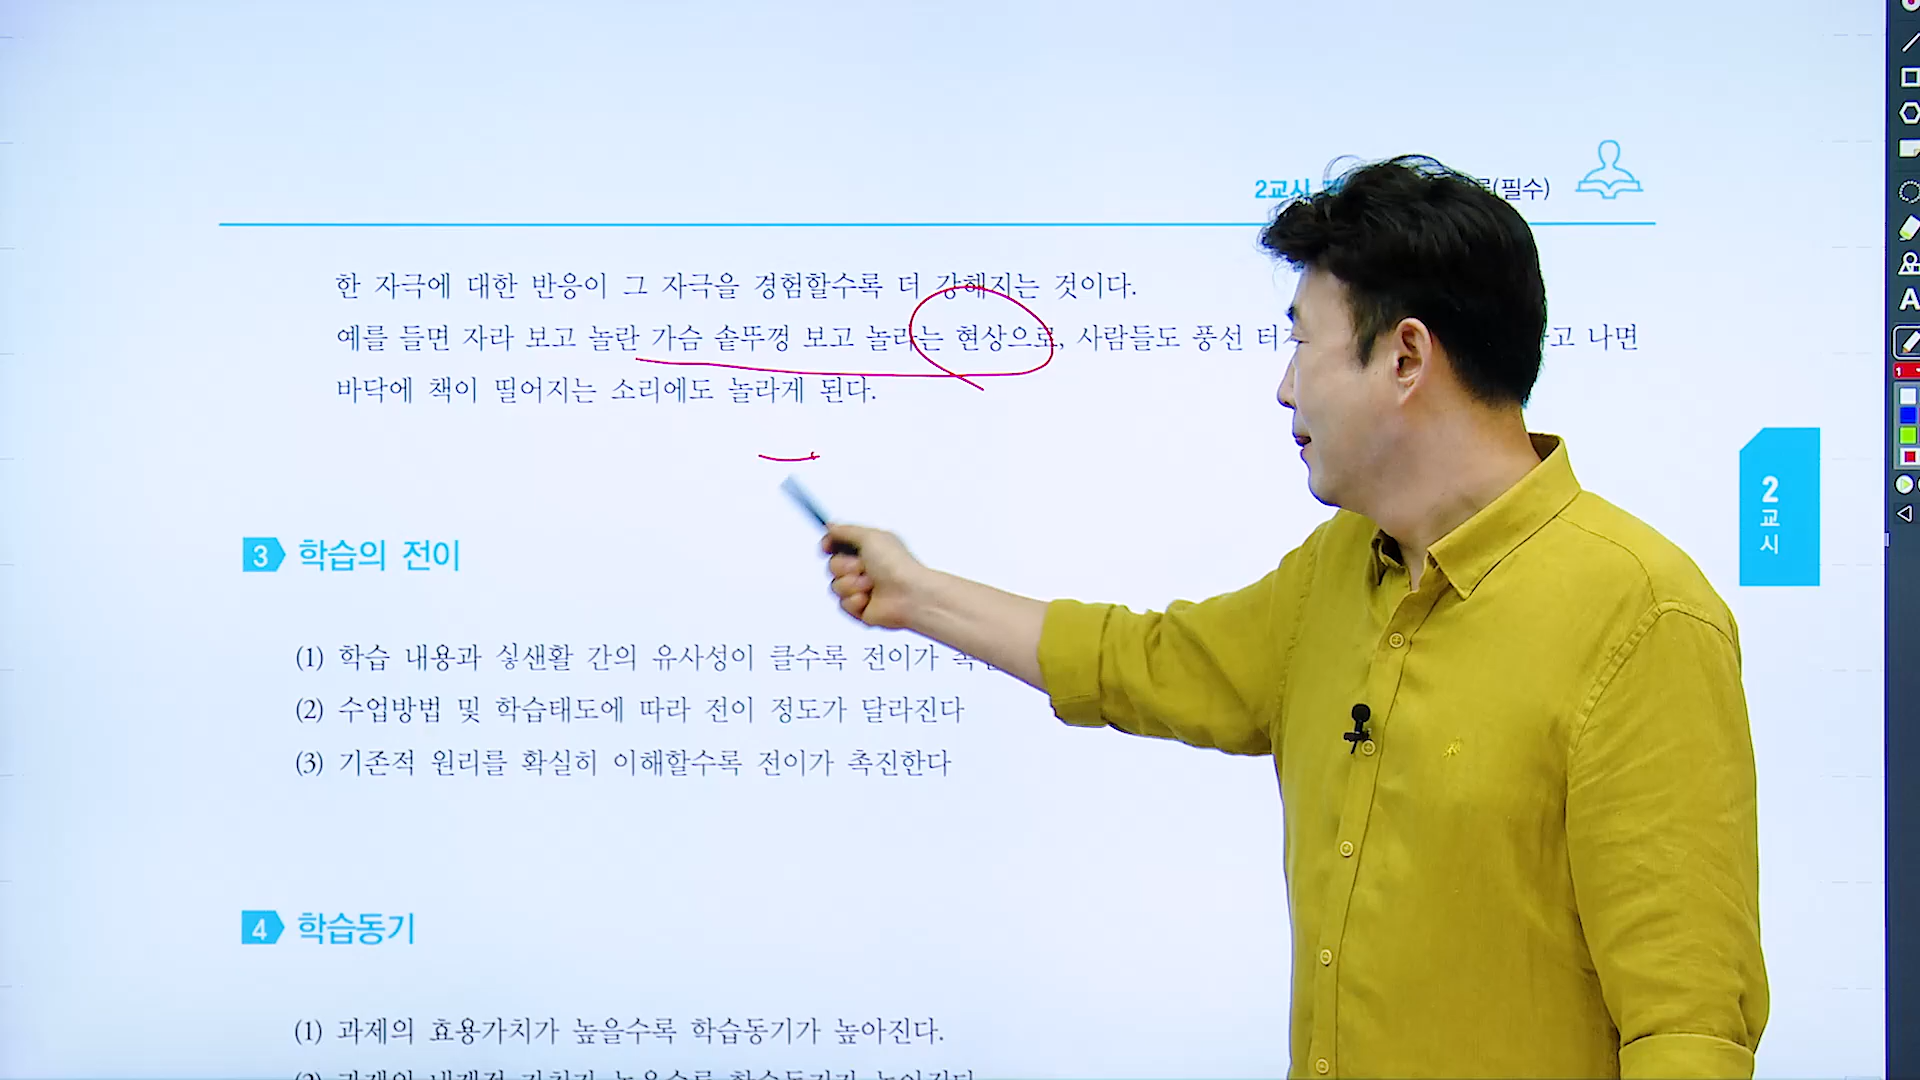 2교시 (필수)
한 자극에 대한 반응이 그 자극을 경험할수록 더 강해지는 것이다.
예를 들면 자라 보고 놀란 가슴 솥뚜껑 보고 놀라는 현상으로, 사람들도 풍선 나면
바닥에 책이 떨어지는 소리에도 놀라게 된다.
3 학습의 전이
(1) 학습 내용과 실생활 간의 유사성이 클수록 전이가
(2) 수업방법 및 학습태도에 따라 전이 정도가 달라진다
(3) 기존적 원리를 확실히 이해할수록 전이가 촉진한다
4 학습동기
(1) 과제의 효용가치가 높을수록 학습동기가 높아진다.
2
교
시
A
1